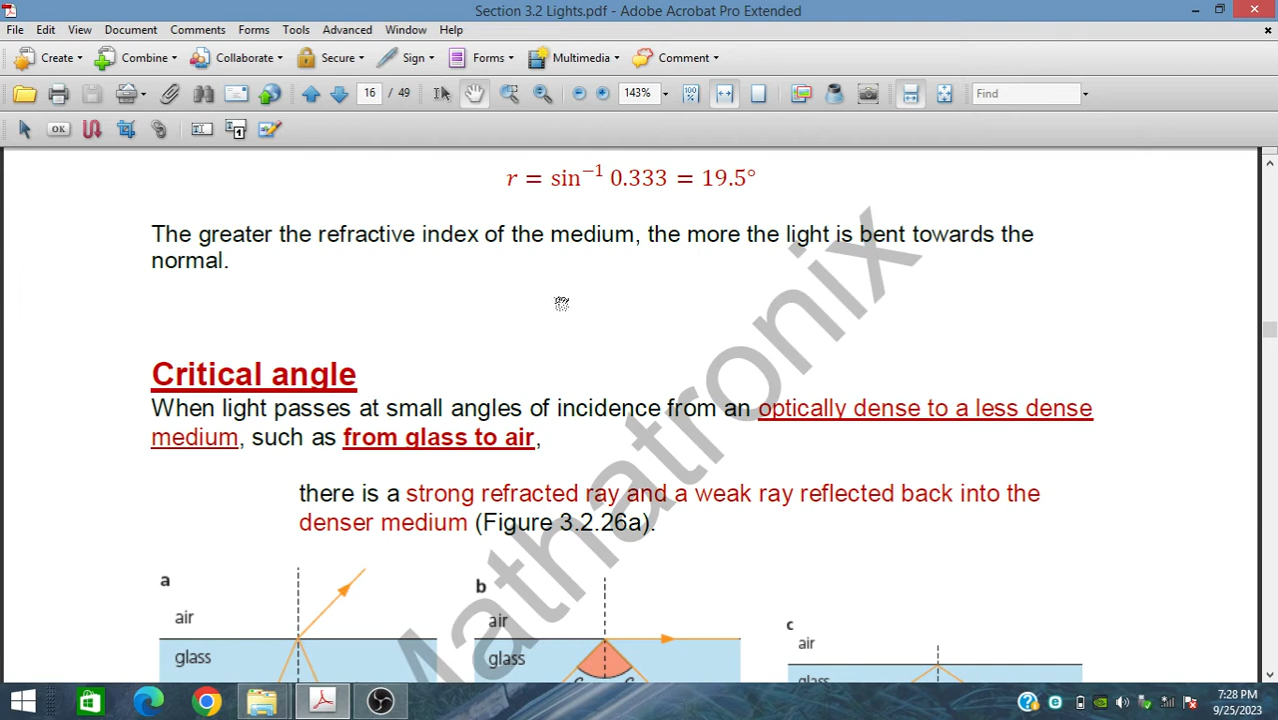 Section 3.2 Lights.pdf - Adobe Acrobat Pro Extended
File Edit View Document Comments Forms Tools Advanced Window Help
Create Combine Collaborate Secure Sign Forms Multimedia Comment
16 / 49 143% Find
OK
r = sin⁻¹ 0.333 = 19.5°
The greater the refractive index of the medium, the more the light is bent towards the
normal.
Critical angle
When light passes at small angles of incidence from an optically dense to a less dense
medium, such as from glass to air,
there is a strong refracted ray and a weak ray reflected back into the
denser medium (Figure 3.2.26a).
a
air
glass
b
air
glass
c
air
glass
Mathatronix
7:28 PM
9/25/2023